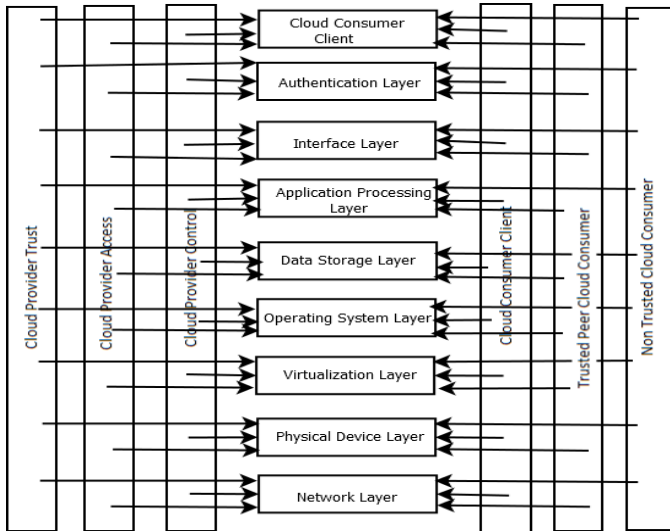 Cloud Consumer
Client
Authentication Layer
Interface Layer
Application Processing
Layer
Data Storage Layer
Operating System Layer
Virtualization Layer
Physical Device Layer
Network Layer
Cloud Provider Trust
Cloud Provider Access
Cloud Provider Control
Cloud Consumer Client
Trusted Peer Cloud Consumer
Non Trusted Cloud Consumer